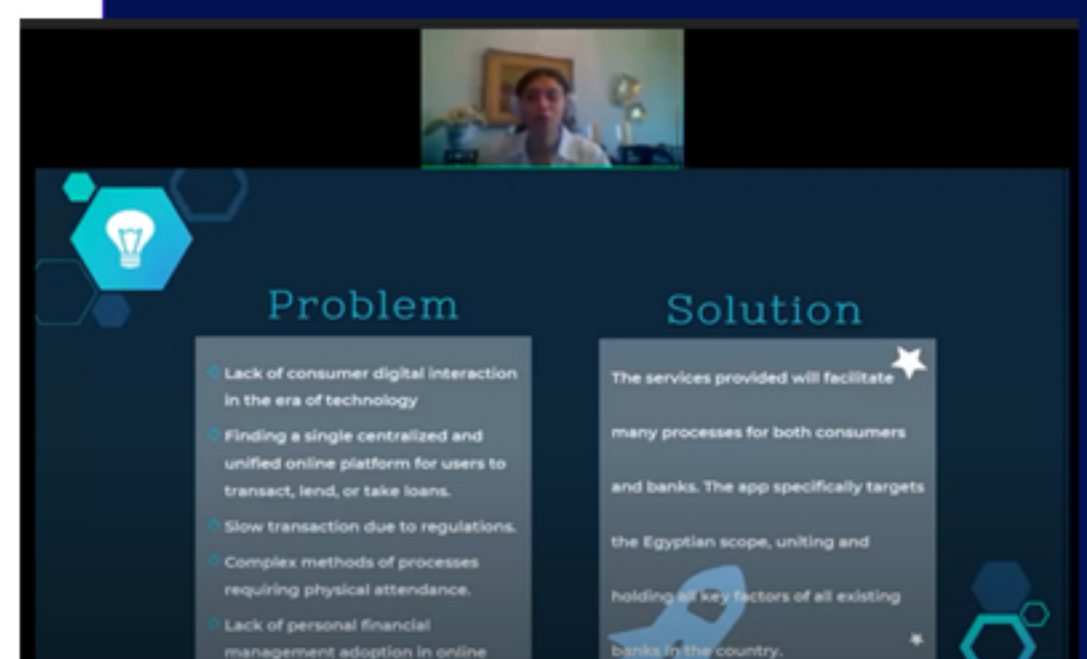 Problem
Lack of consumer digital interaction
in the era of technology
Finding a single centralized and
unified online platform for users to
transact, lend, or take loans.
Slow transaction due to regulations.
Complex methods of processes
requiring physical attendance.
Lack of personal financial
management adoption in online
Solution
The services provided will facilitate
many processes for both consumers
and banks. The app specifically targets
the Egyptian scope, uniting and
holding all key factors of all existing
banks in the country.